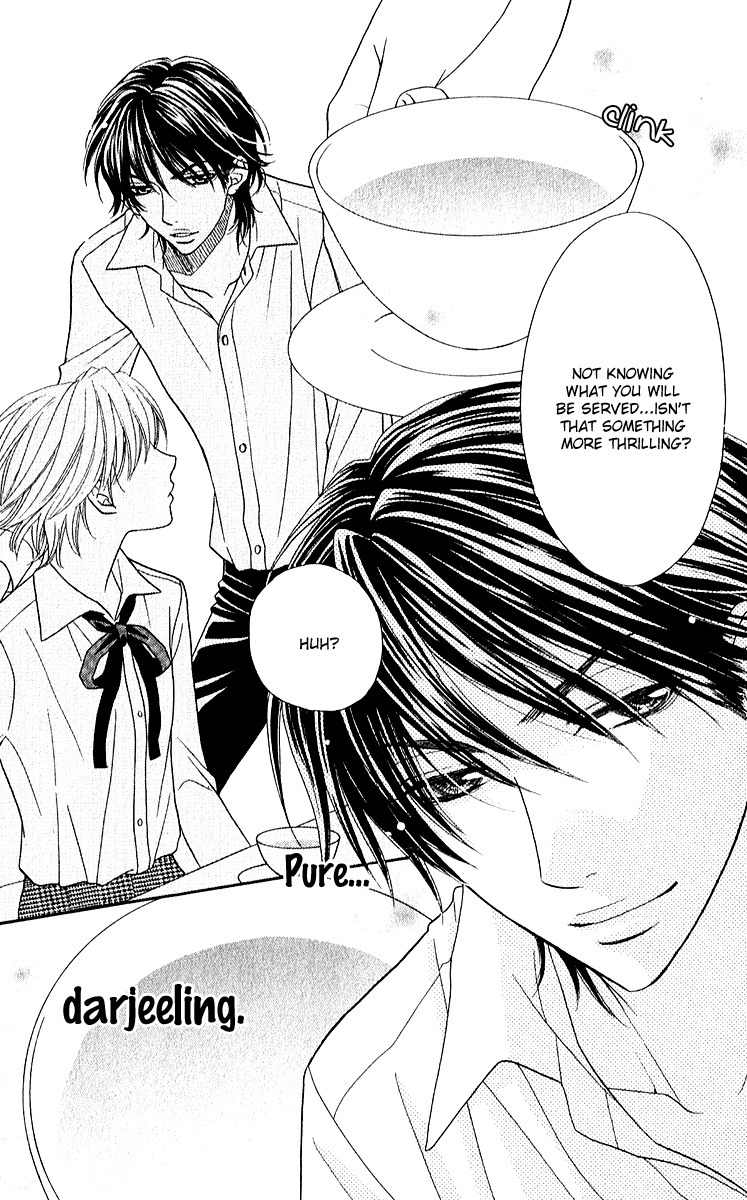 clink
NOT KNOWING
WHAT YOU WILL
BE SERVED...ISN'T
THAT SOMETHING
MORE THRILLING?
HUH?
Pure...
darjeeling.